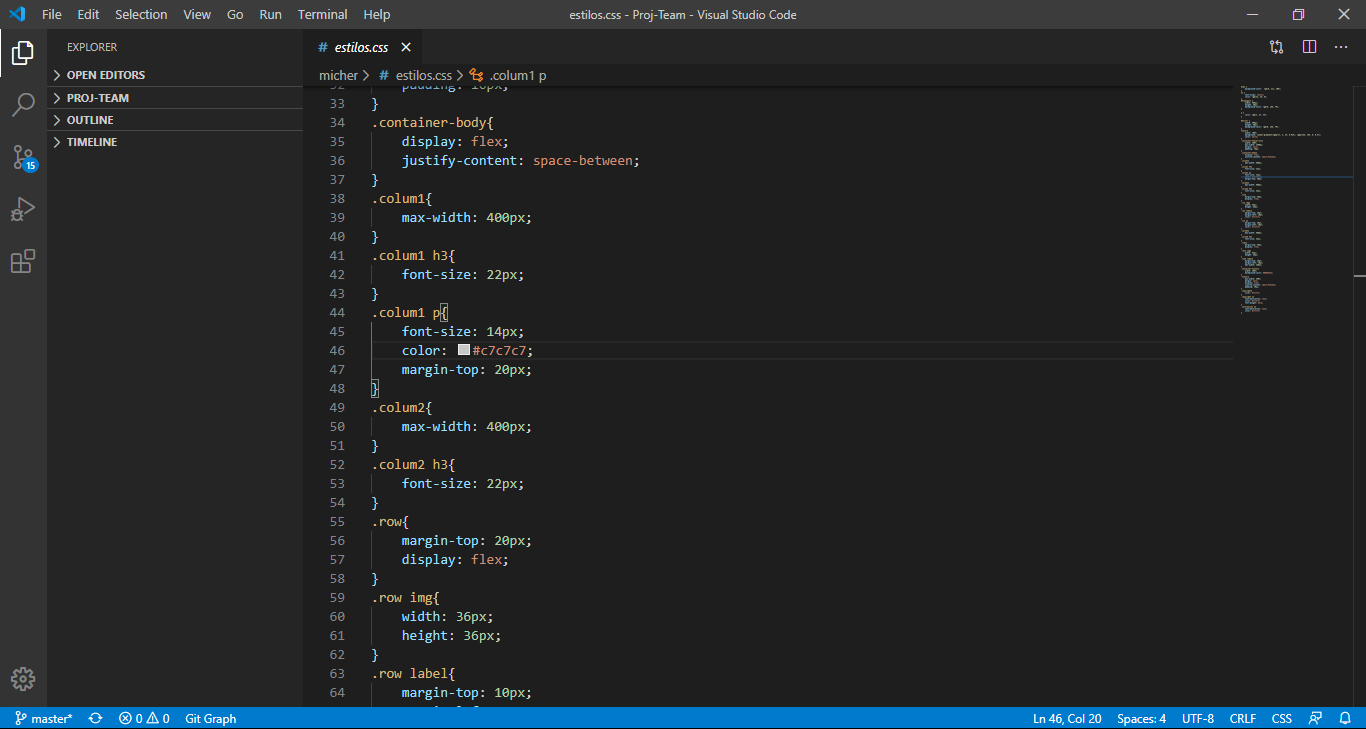 File Edit Selection View Go Run Terminal Help
estilos.css - Proj-Team - Visual Studio Code
EXPLORER
OPEN EDITORS
PROJ-TEAM
OUTLINE
TIMELINE
15
# estilos.css
micher > # estilos.css > .colum1 p
33 }
34 .container-body{
35 display: flex;
36 justify-content: space-between;
37 }
38 .colum1{
39 max-width: 400px;
40 }
41 .colum1 h3{
42 font-size: 22px;
43 }
44 .colum1 p{
45 font-size: 14px;
46 color: #c7c7c7;
47 margin-top: 20px;
48 }
49 .colum2{
50 max-width: 400px;
51 }
52 .colum2 h3{
53 font-size: 22px;
54 }
55 .row{
56 margin-top: 20px;
57 display: flex;
58 }
59 .row img{
60 width: 36px;
61 height: 36px;
62 }
63 .row label{
64 margin-top: 10px;
master* 0 0 Git Graph
Ln 46, Col 20 Spaces: 4 UTF-8 CRLF CSS